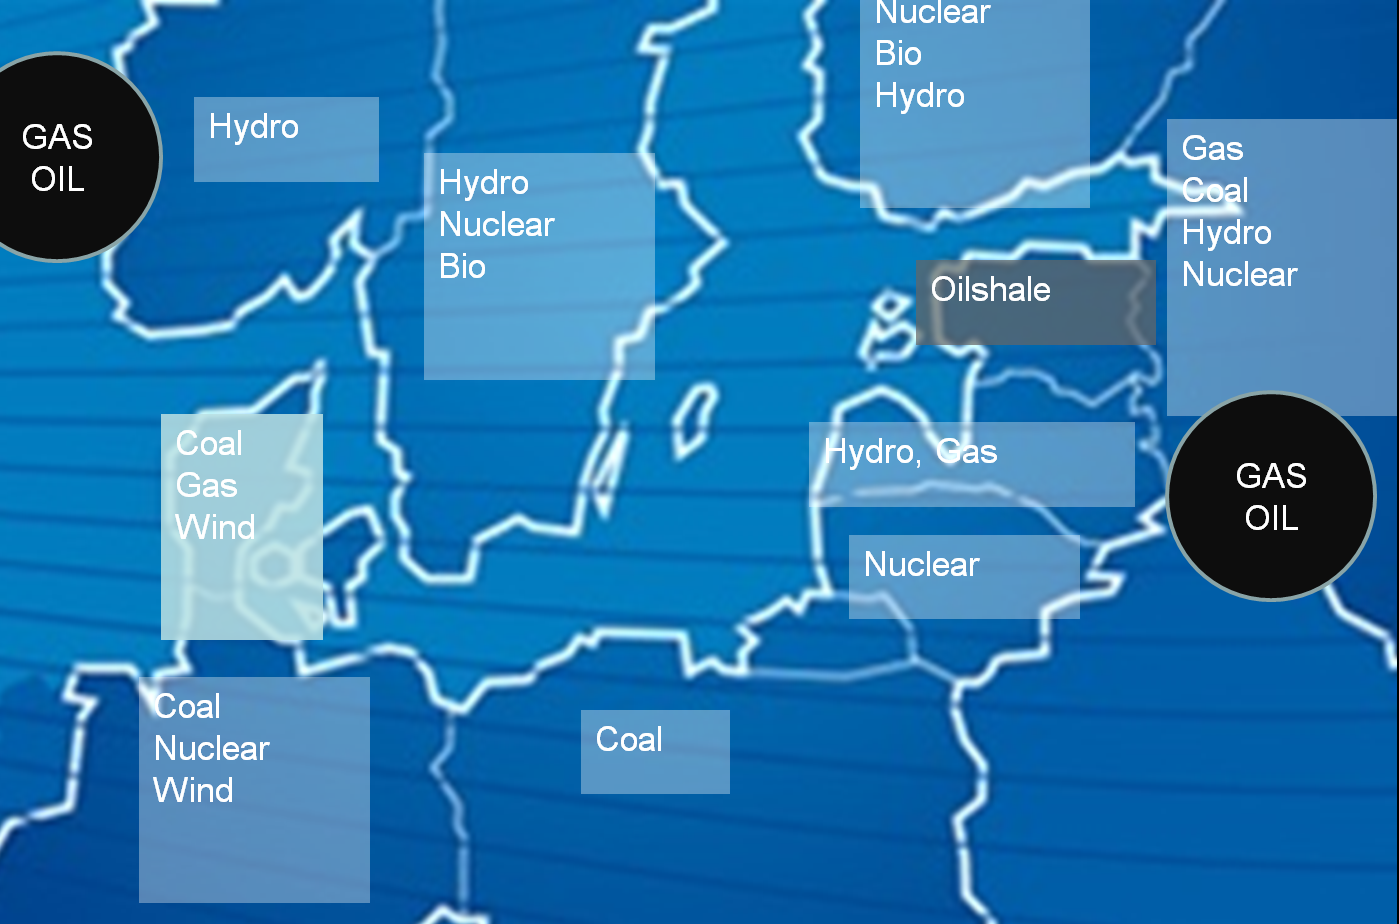 Nuclear
Bio
Hydro
GAS
OIL
Hydro
Hydro
Nuclear
Bio
Gas
Coal
Hydro
Nuclear
Oilshale
Coal
Gas
Wind
Hydro, Gas
GAS
OIL
Nuclear
Coal
Nuclear
Wind
Coal